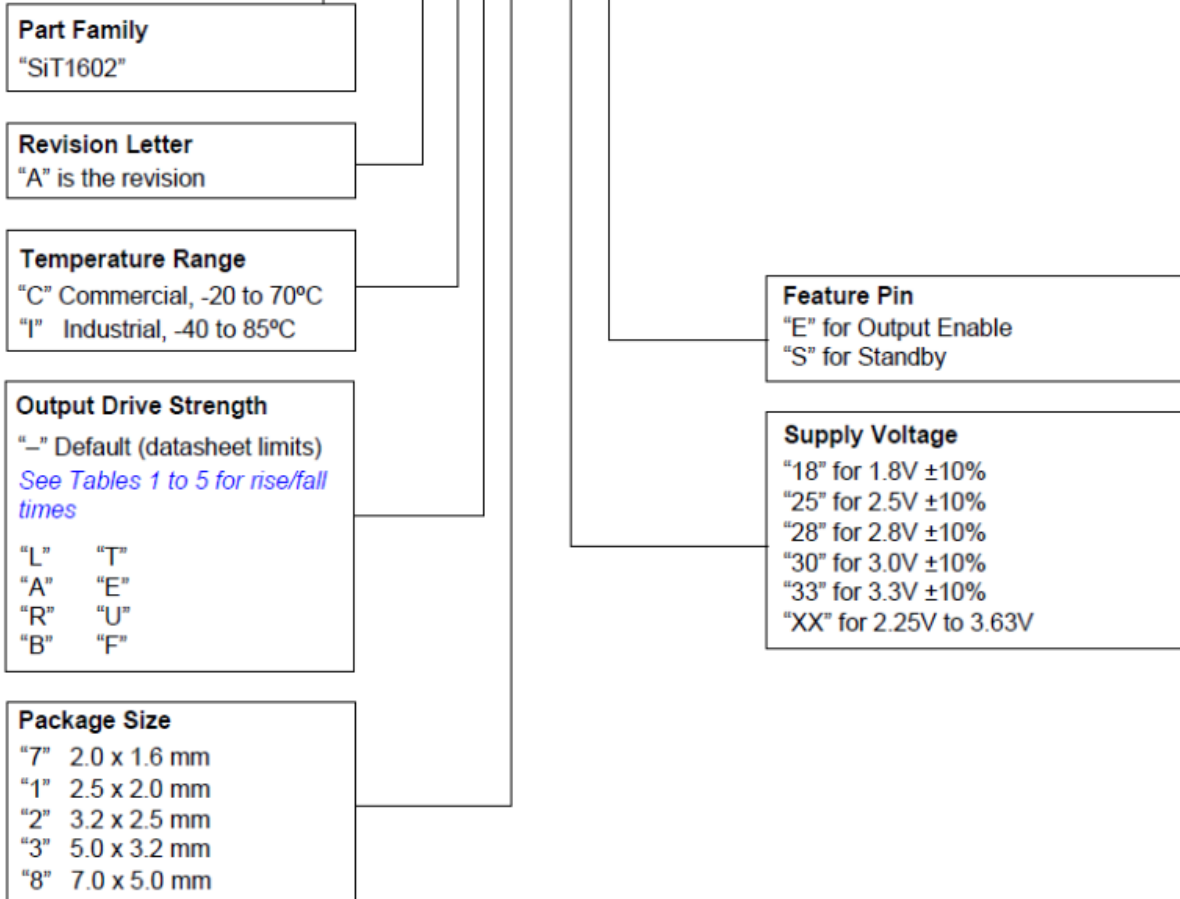 Part Family
“SiT1602”
Revision Letter
“A” is the revision
Temperature Range
“C” Commercial, -20 to 70ºC
“I” Industrial, -40 to 85ºC
Output Drive Strength
“–” Default (datasheet limits)
See Tables 1 to 5 for rise/fall
times
“L” “T”
“A” “E”
“R” “U”
“B” “F”
Package Size
“7” 2.0 x 1.6 mm
“1” 2.5 x 2.0 mm
“2” 3.2 x 2.5 mm
“3” 5.0 x 3.2 mm
“8” 7.0 x 5.0 mm
Feature Pin
“E” for Output Enable
“S” for Standby
Supply Voltage
“18” for 1.8V ±10%
“25” for 2.5V ±10%
“28” for 2.8V ±10%
“30” for 3.0V ±10%
“33” for 3.3V ±10%
“XX” for 2.25V to 3.63V